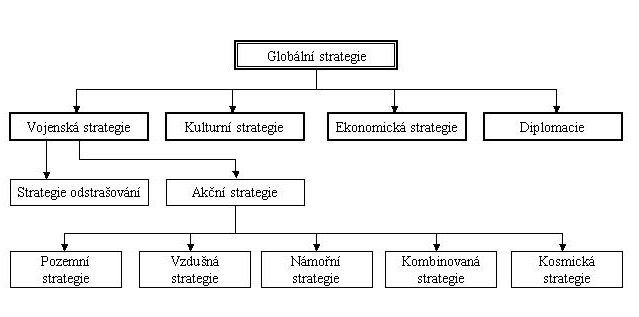 Globální strategie
Vojenská strategie
Kulturní strategie
Ekonomická strategie
Diplomacie
Strategie odstrašování
Akční strategie
Pozemní
strategie
Vzdušná
strategie
Námořní
strategie
Kombinovaná
strategie
Kosmická
strategie